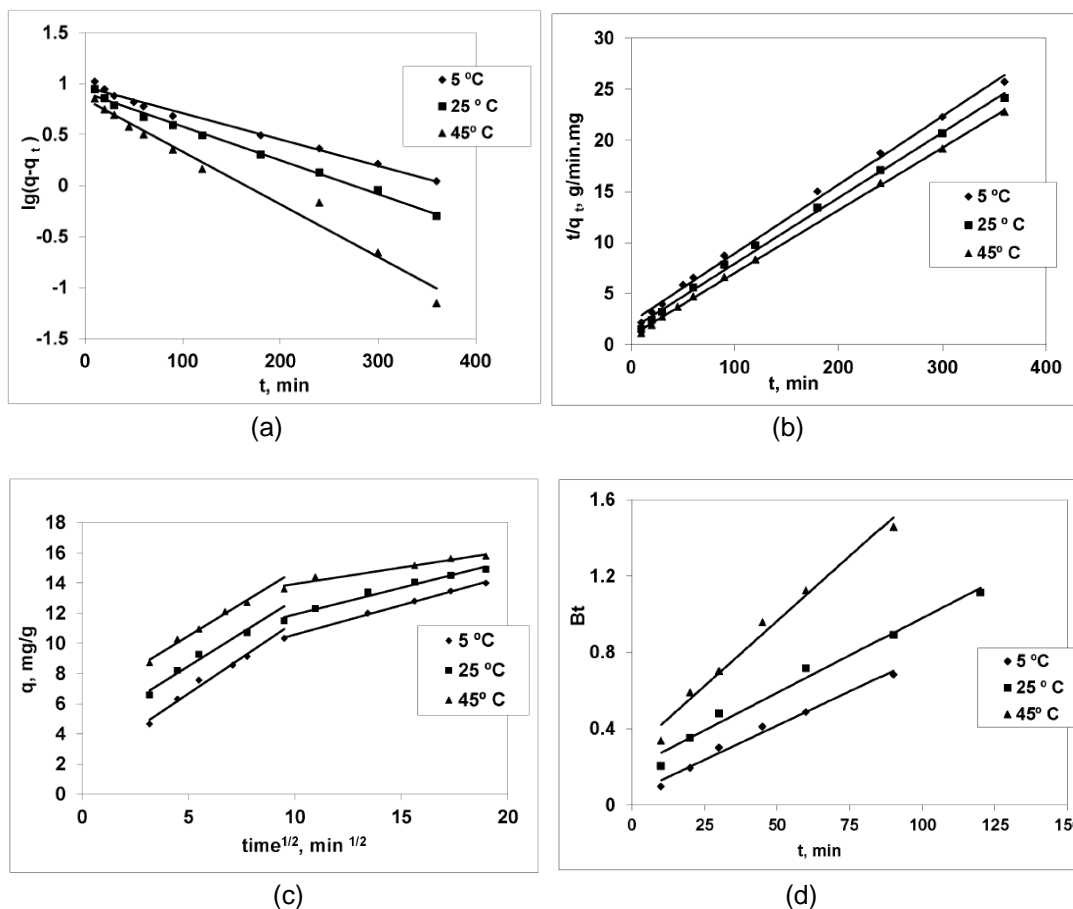 lg(q-q t)
1.5
1
0.5
0
-0.5
-1
-1.5
0
100
200
300
400
t, min
5 ºC
25 º C
45º C
(a)
t/q t, g/min.mg
30
25
20
15
10
5
0
0
100
200
300
400
t, min
5 ºC
25 º C
45º C
(b)
q, mg/g
18
16
14
12
10
8
6
4
2
0
0
5
10
15
20
time1/2, min 1/2
5 ºC
25 ºC
45º C
(c)
Bt
1.6
1.2
0.8
0.4
0
0
25
50
75
100
125
150
t, min
5 ºC
25 º C
45º C
(d)